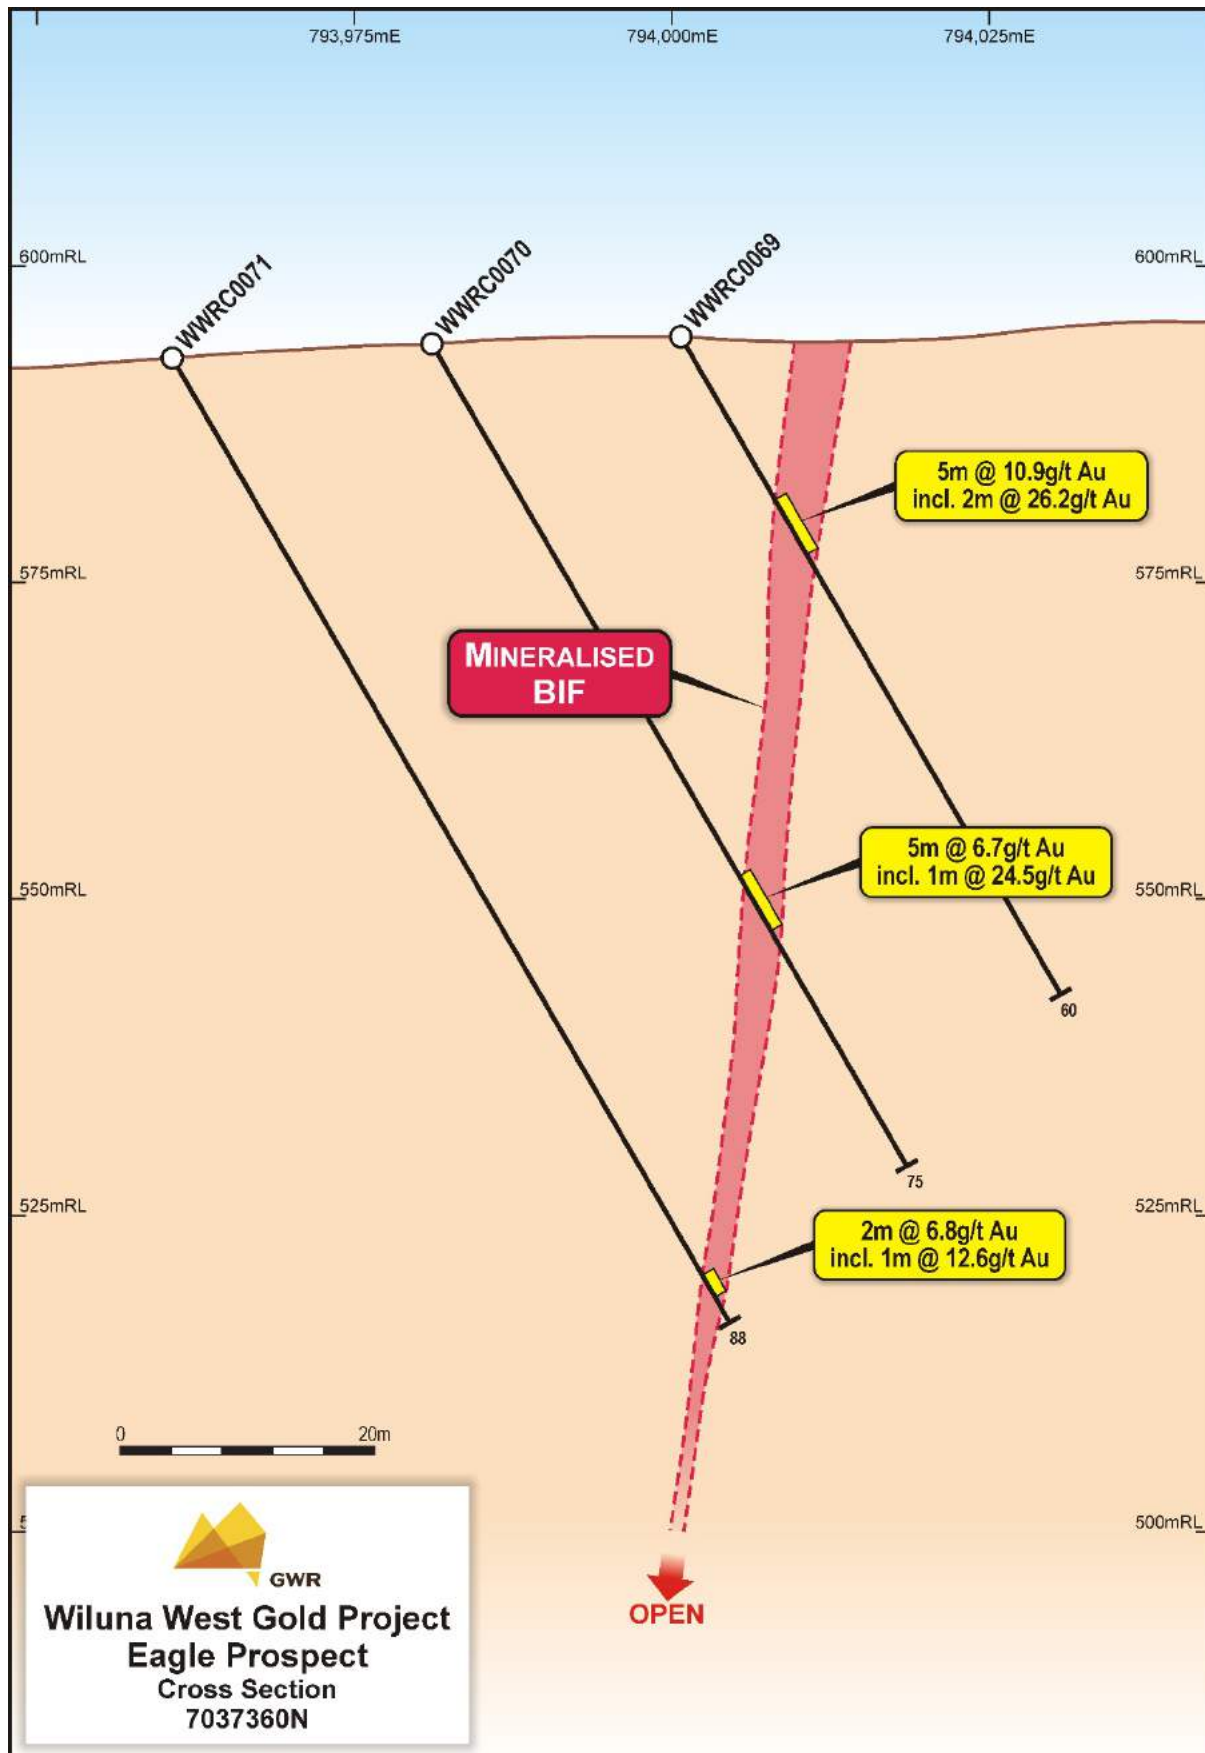 793,975mE 794,000mE 794,025mE
600mRL 600mRL
WWRC0071 WWRC0070 WWRC0069
5m @ 10.9g/t Au
incl. 2m @ 26.2g/t Au
575mRL 575mRL
MINERALISED
BIF
5m @ 6.7g/t Au
incl. 1m @ 24.5g/t Au
550mRL 550mRL
60
75
525mRL 525mRL
2m @ 6.8g/t Au
incl. 1m @ 12.6g/t Au
88
0 20m
500mRL
GWR
OPEN
Wiluna West Gold Project
Eagle Prospect
Cross Section
7037360N